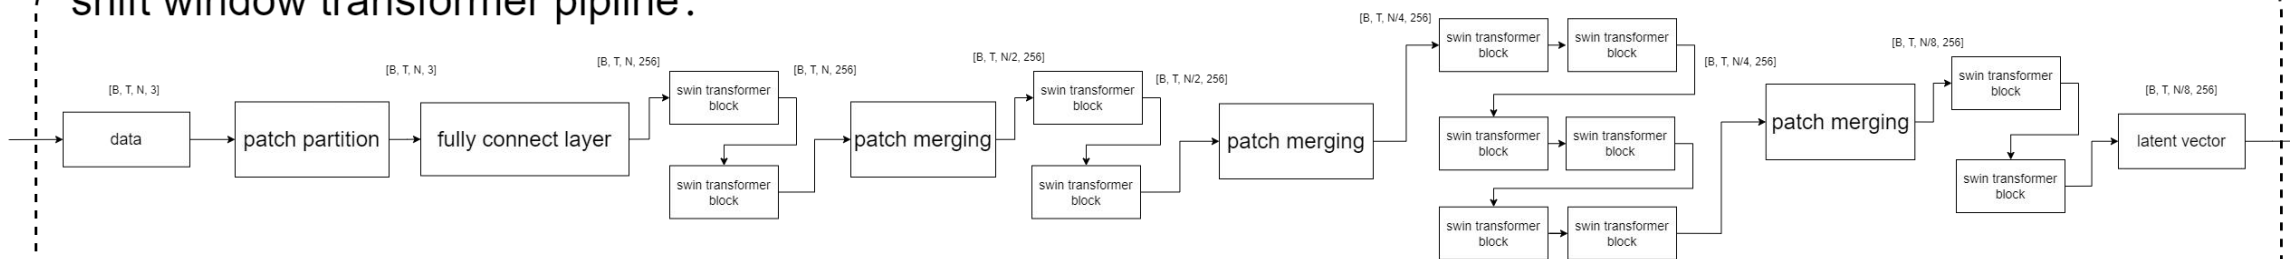 shift window transformer pipline:
[B, T, N, 3]
data
[B, T, N, 3]
patch partition
fully connect layer
[B, T, N, 256]
swin transformer
block
[B, T, N, 256]
swin transformer
block
patch merging
[B, T, N/2, 256]
swin transformer
block
[B, T, N/2, 256]
swin transformer
block
patch merging
[B, T, N/4, 256]
swin transformer
block
swin transformer
block
[B, T, N/4, 256]
swin transformer
block
swin transformer
block
swin transformer
block
swin transformer
block
patch merging
[B, T, N/8, 256]
swin transformer
block
swin transformer
block
[B, T, N/8, 256]
latent vector